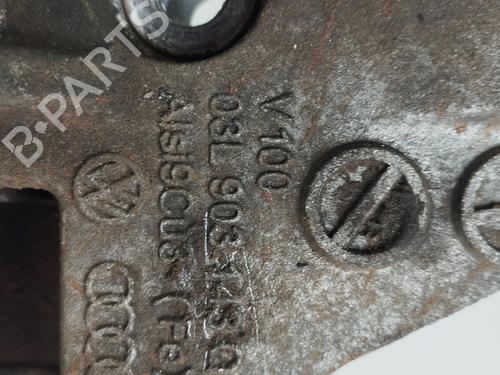 B-PARTS
V 100
03L 903 143 Q
AlSi9Cu3 (Fe)